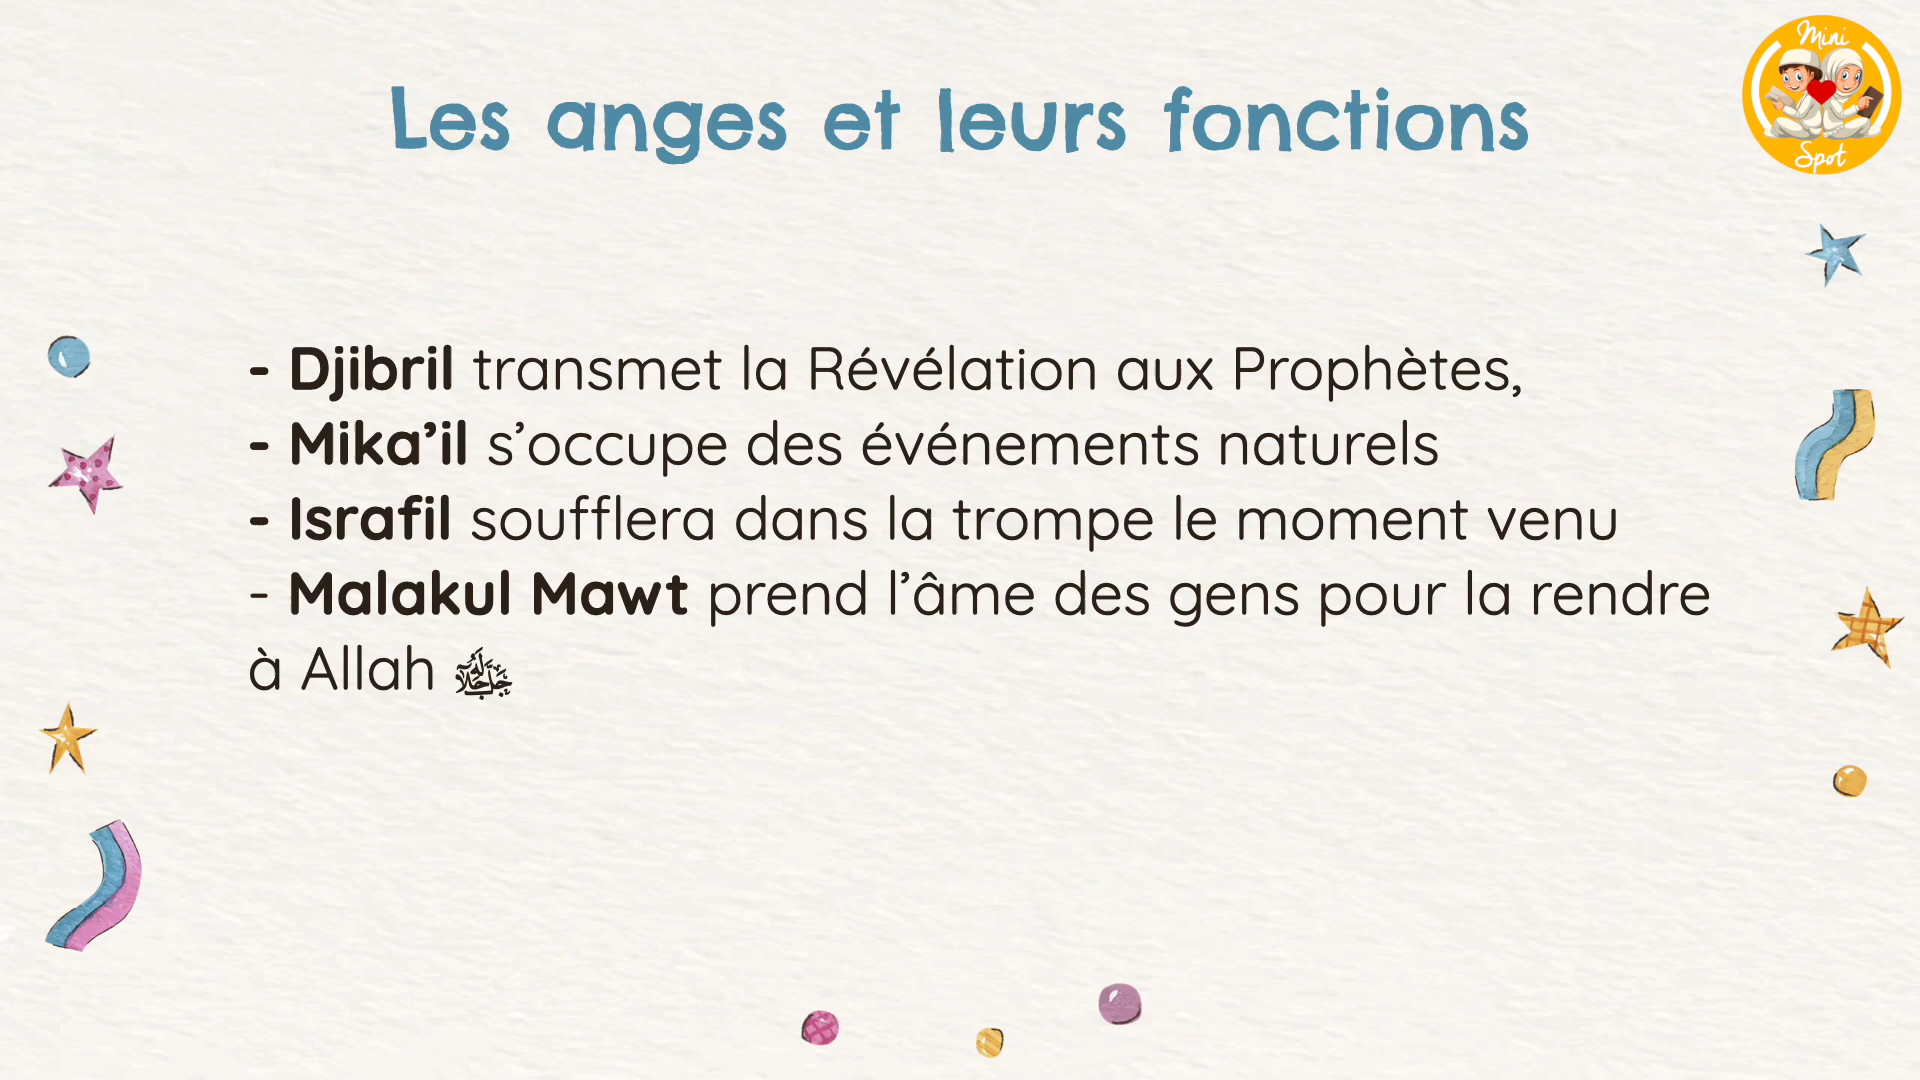 Mini
Spot
Les anges et leurs fonctions
- Djibril transmet la Révélation aux Prophètes,
- Mika’il s’occupe des événements naturels
- Israfil soufflera dans la trompe le moment venu
- Malakul Mawt prend l’âme des gens pour la rendre
à Allah ﷻ